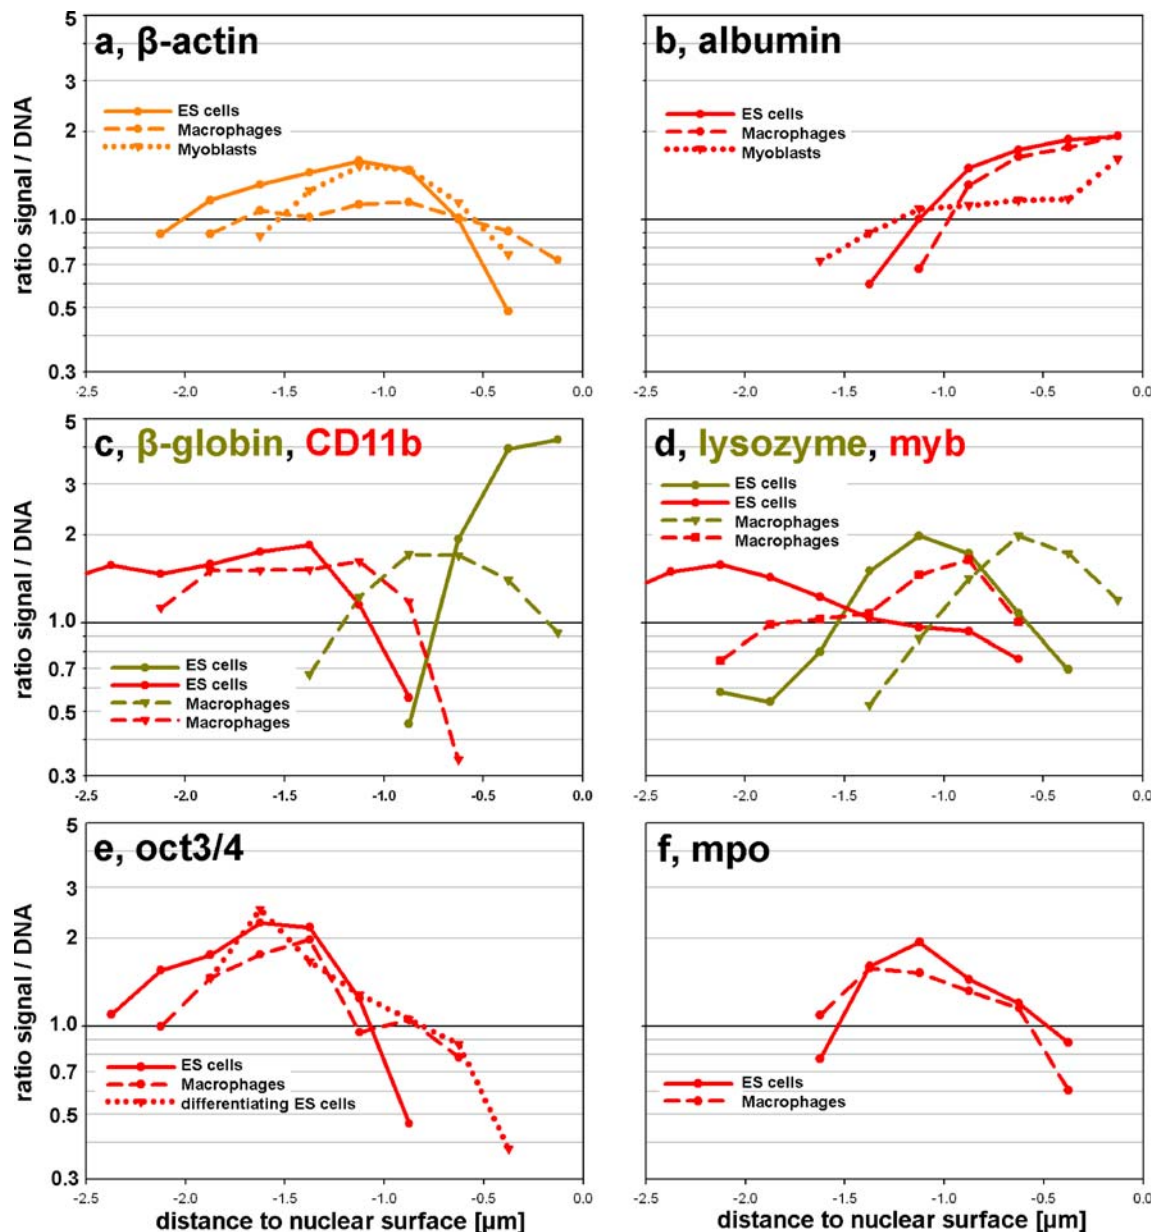 a, β-actin
ratio signal / DNA
5
3
2
1.0
0.7
0.5
0.3
ES cells
Macrophages
Myoblasts
-2.5 -2.0 -1.5 -1.0 -0.5 0.0
b, albumin
ES cells
Macrophages
Myoblasts
-2.5 -2.0 -1.5 -1.0 -0.5 0.0
c, β-globin, CD11b
ratio signal / DNA
5
3
2
1.0
0.7
0.5
0.3
ES cells
ES cells
Macrophages
Macrophages
-2.5 -2.0 -1.5 -1.0 -0.5 0.0
d, lysozyme, myb
ES cells
ES cells
Macrophages
Macrophages
-2.5 -2.0 -1.5 -1.0 -0.5 0.0
e, oct3/4
ratio signal / DNA
5
3
2
1.0
0.7
0.5
0.3
ES cells
Macrophages
differentiating ES cells
-2.5 -2.0 -1.5 -1.0 -0.5 0.0
distance to nuclear surface [µm]
f, mpo
ES cells
Macrophages
-2.5 -2.0 -1.5 -1.0 -0.5 0.0
distance to nuclear surface [µm]